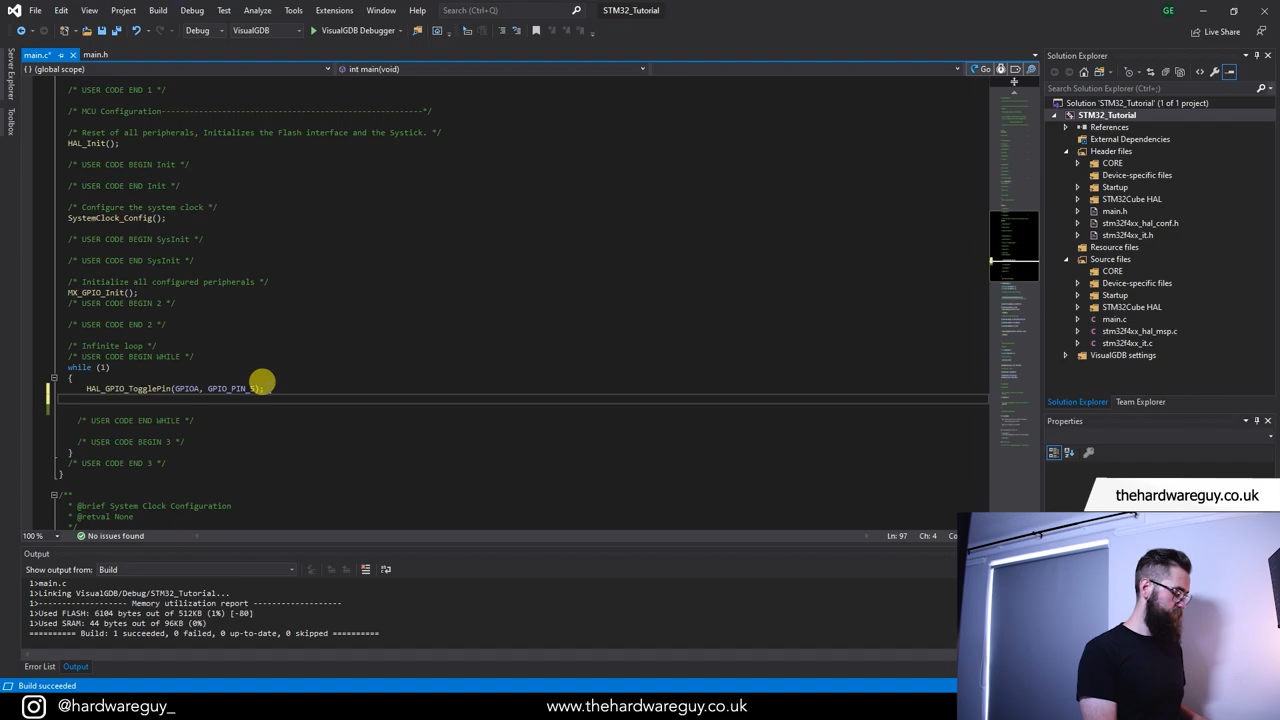 File Edit View Project Build Debug Test Analyze Tools Extensions Window Help Search (Ctrl+Q) STM32_Tutorial GE
Debug VisualGDB VisualGDB Debugger Live Share
main.c* main.h
(global scope) int main(void) Go
/* USER CODE END 1 */
/* MCU Configuration--------------------------------------------------------*/
/* Reset of all peripherals, Initializes the Flash interface and the Systick. */
HAL_Init();
/* USER CODE BEGIN Init */
/* USER CODE END Init */
/* Configure the system clock */
SystemClock_Config();
/* USER CODE BEGIN SysInit */
/* USER CODE END SysInit */
/* Initialize all configured peripherals */
MX_GPIO_Init();
/* USER CODE BEGIN 2 */
/* USER CODE END 2 */
/* Infinite loop */
/* USER CODE BEGIN WHILE */
while (1)
{
HAL_GPIO_TogglePin(GPIOA, GPIO_PIN_5);
/* USER CODE END WHILE */
/* USER CODE BEGIN 3 */
}
/* USER CODE END 3 */
}
/**
* @brief System Clock Configuration
* @retval None
*/
100 % No issues found Ln: 97 Ch: 4
Output
Show output from: Build
1>main.c
1>Linking VisualGDB/Debug/STM32_Tutorial...
1>------------------- Memory utilization report -------------------
1>Used FLASH: 6104 bytes out of 512KB (1%) [-80]
1>Used SRAM: 44 bytes out of 96KB (0%)
========== Build: 1 succeeded, 0 failed, 0 up-to-date, 0 skipped ==========
Error List Output
Build succeeded
Server Explorer
Toolbox
Solution Explorer
Search Solution Explorer (Ctrl+;)
Solution 'STM32_Tutorial' (1 of 1 project)
STM32_Tutorial
References
External Dependencies
Header files
CORE
Device-specific files
Startup
STM32Cube HAL
main.h
stm32f4xx_hal_conf.h
stm32f4xx_it.h
Resource files
Source files
CORE
Device-specific files
Startup
STM32Cube HAL
main.c
stm32f4xx_hal_msp.c
stm32f4xx_it.c
VisualGDB settings
Solution Explorer Team Explorer
Properties
thehardwareguy.co.uk
@hardwareguy_ www.thehardwareguy.co.uk